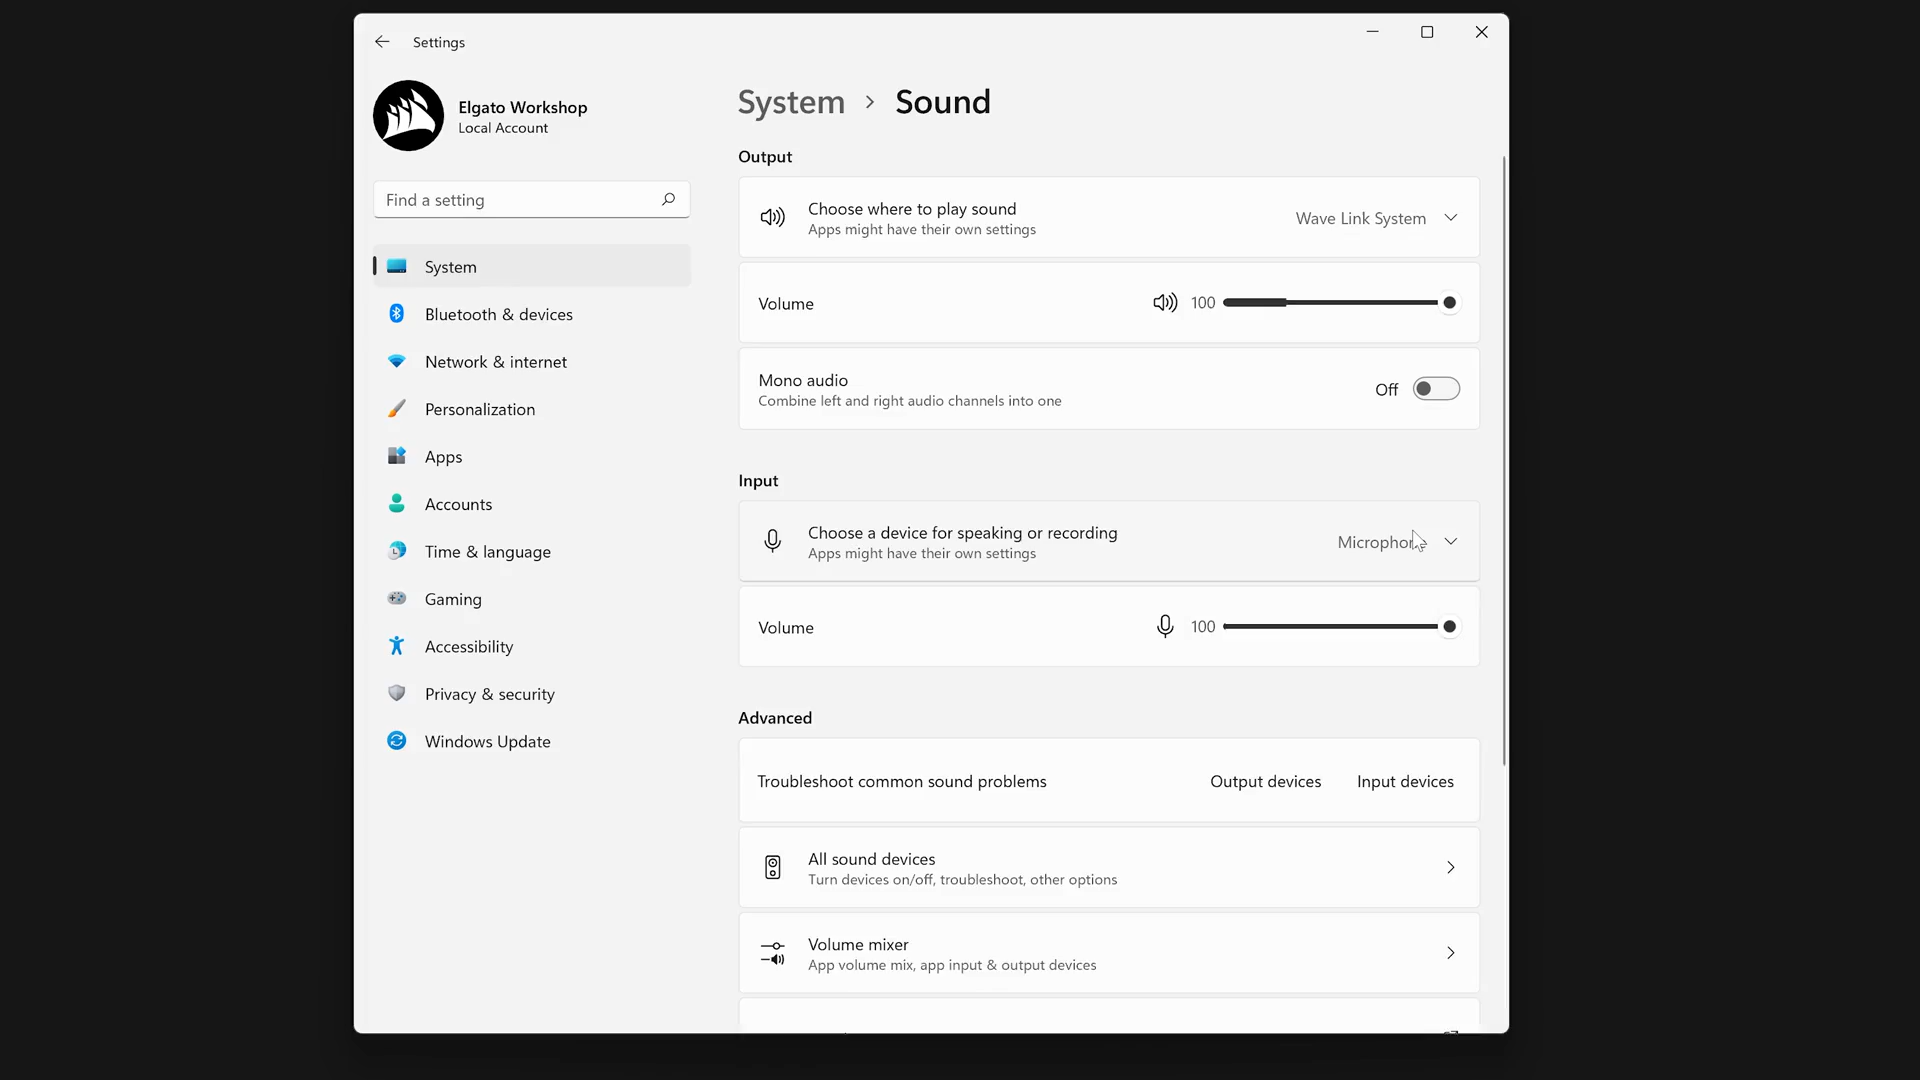 Settings
Elgato Workshop
Local Account
Find a setting
System
Bluetooth & devices
Network & internet
Personalization
Apps
Accounts
Time & language
Gaming
Accessibility
Privacy & security
Windows Update
System > Sound
Output
Choose where to play sound
Apps might have their own settings
Wave Link System
Volume
100
Mono audio
Combine left and right audio channels into one
Off
Input
Choose a device for speaking or recording
Apps might have their own settings
Microphone
Volume
100
Advanced
Troubleshoot common sound problems
Output devices
Input devices
All sound devices
Turn devices on/off, troubleshoot, other options
Volume mixer
App volume mix, app input & output devices